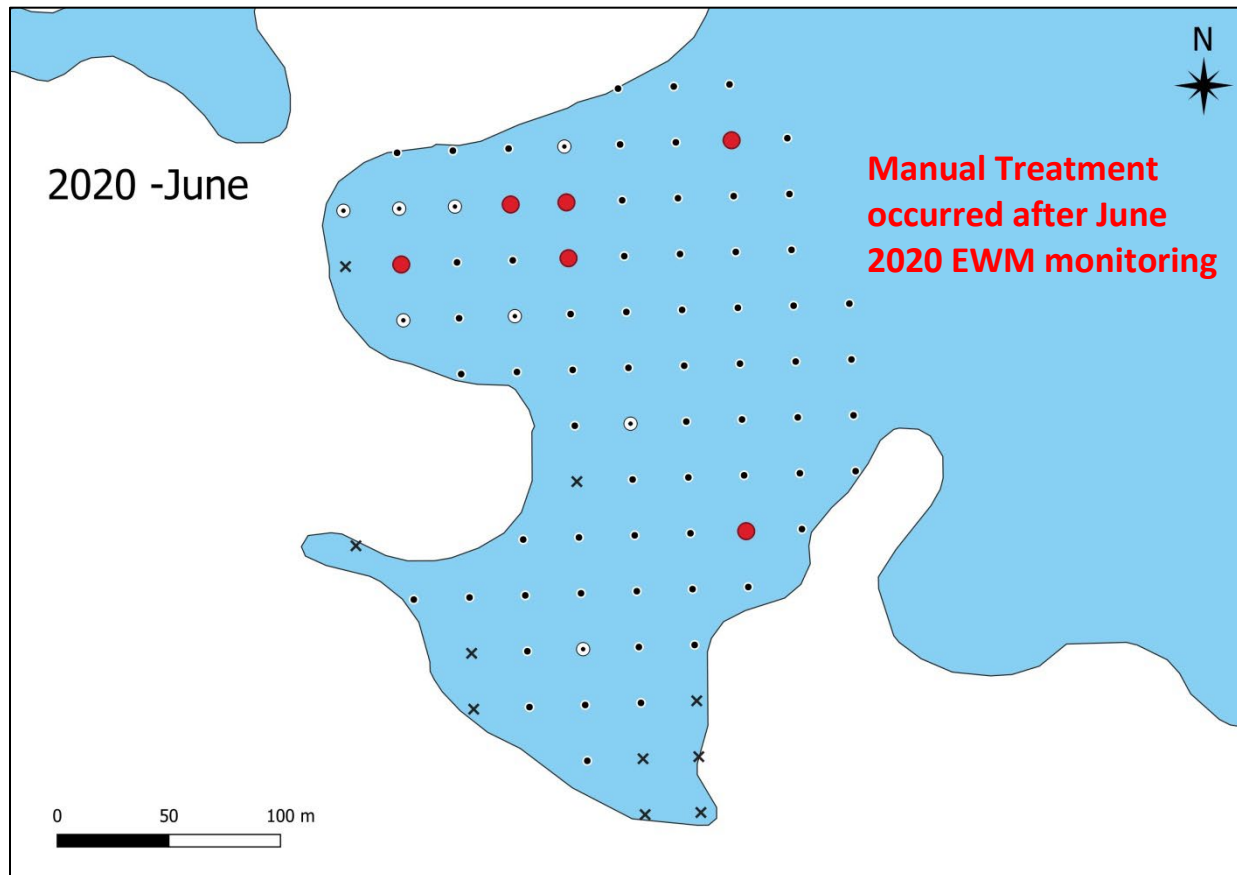 N
2020 -June
Manual Treatment
occurred after June
2020 EWM monitoring
0 50 100 m